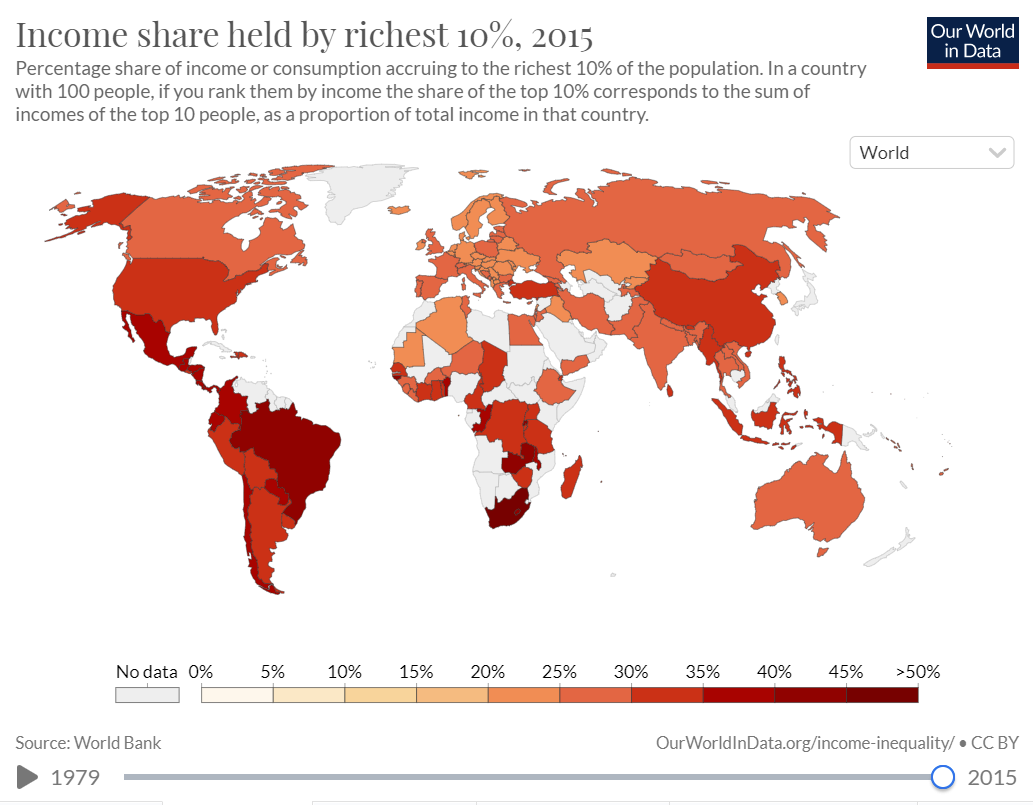 Income share held by richest 10%, 2015
Our World
in Data
Percentage share of income or consumption accruing to the richest 10% of the population. In a country
with 100 people, if you rank them by income the share of the top 10% corresponds to the sum of
incomes of the top 10 people, as a proportion of total income in that country.
World
No data 0% 5% 10% 15% 20% 25% 30% 35% 40% 45% >50%
Source: World Bank
OurWorldInData.org/income-inequality/ • CC BY
1979
2015